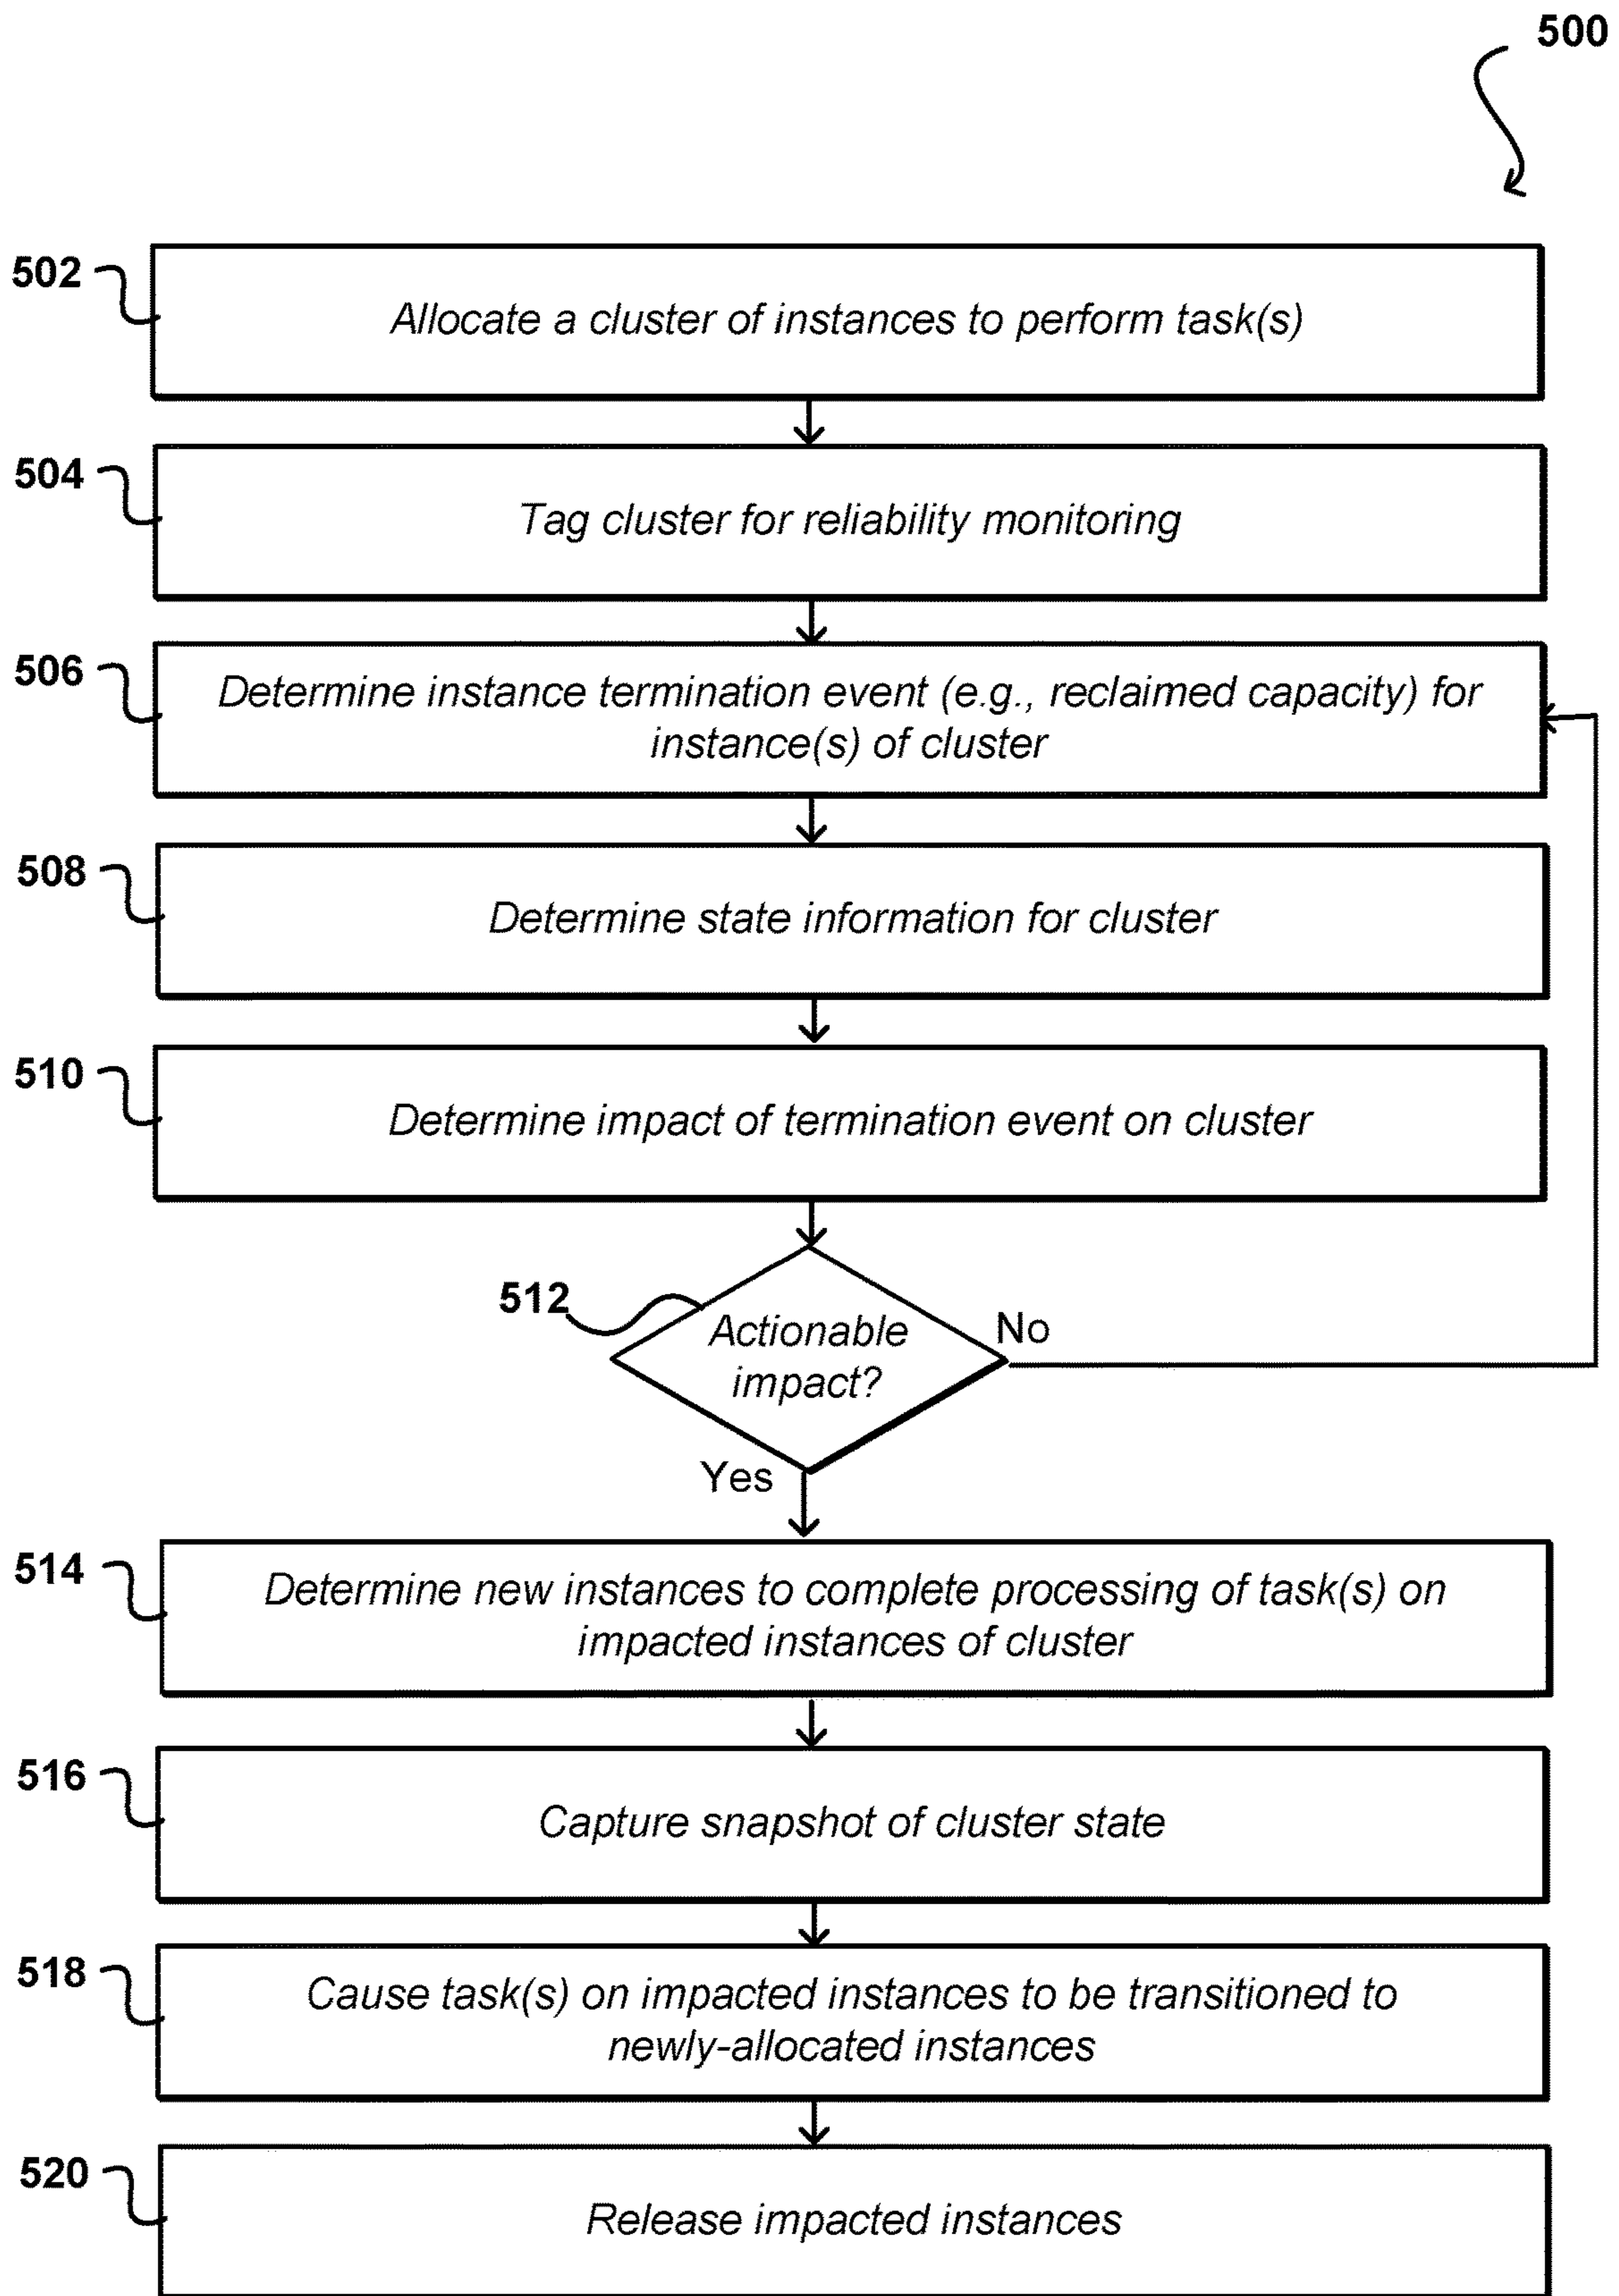 500
502
Allocate a cluster of instances to perform task(s)
504
Tag cluster for reliability monitoring
506
Determine instance termination event (e.g., reclaimed capacity) for
instance(s) of cluster
508
Determine state information for cluster
510
Determine impact of termination event on cluster
512
Actionable
impact?
No
Yes
514
Determine new instances to complete processing of task(s) on
impacted instances of cluster
516
Capture snapshot of cluster state
518
Cause task(s) on impacted instances to be transitioned to
newly-allocated instances
520
Release impacted instances